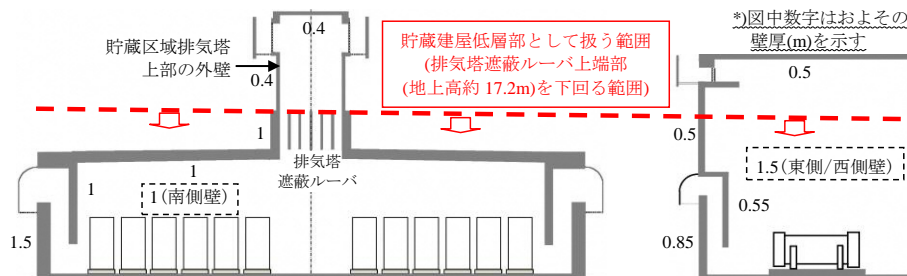 0.4
貯蔵区域排気塔
上部の外壁
0.4
貯蔵建屋低層部として扱う範囲
(排気塔遮蔽ルーバ上端部
(地上高約 17.2m)を下回る範囲)
*)図中数字はおよその
壁厚(m)を示す
0.5
1
0.5
排気塔
遮蔽ルーバ
1
1
1(南側壁)
1.5(東側/西側壁)
0.55
1.5
0.85